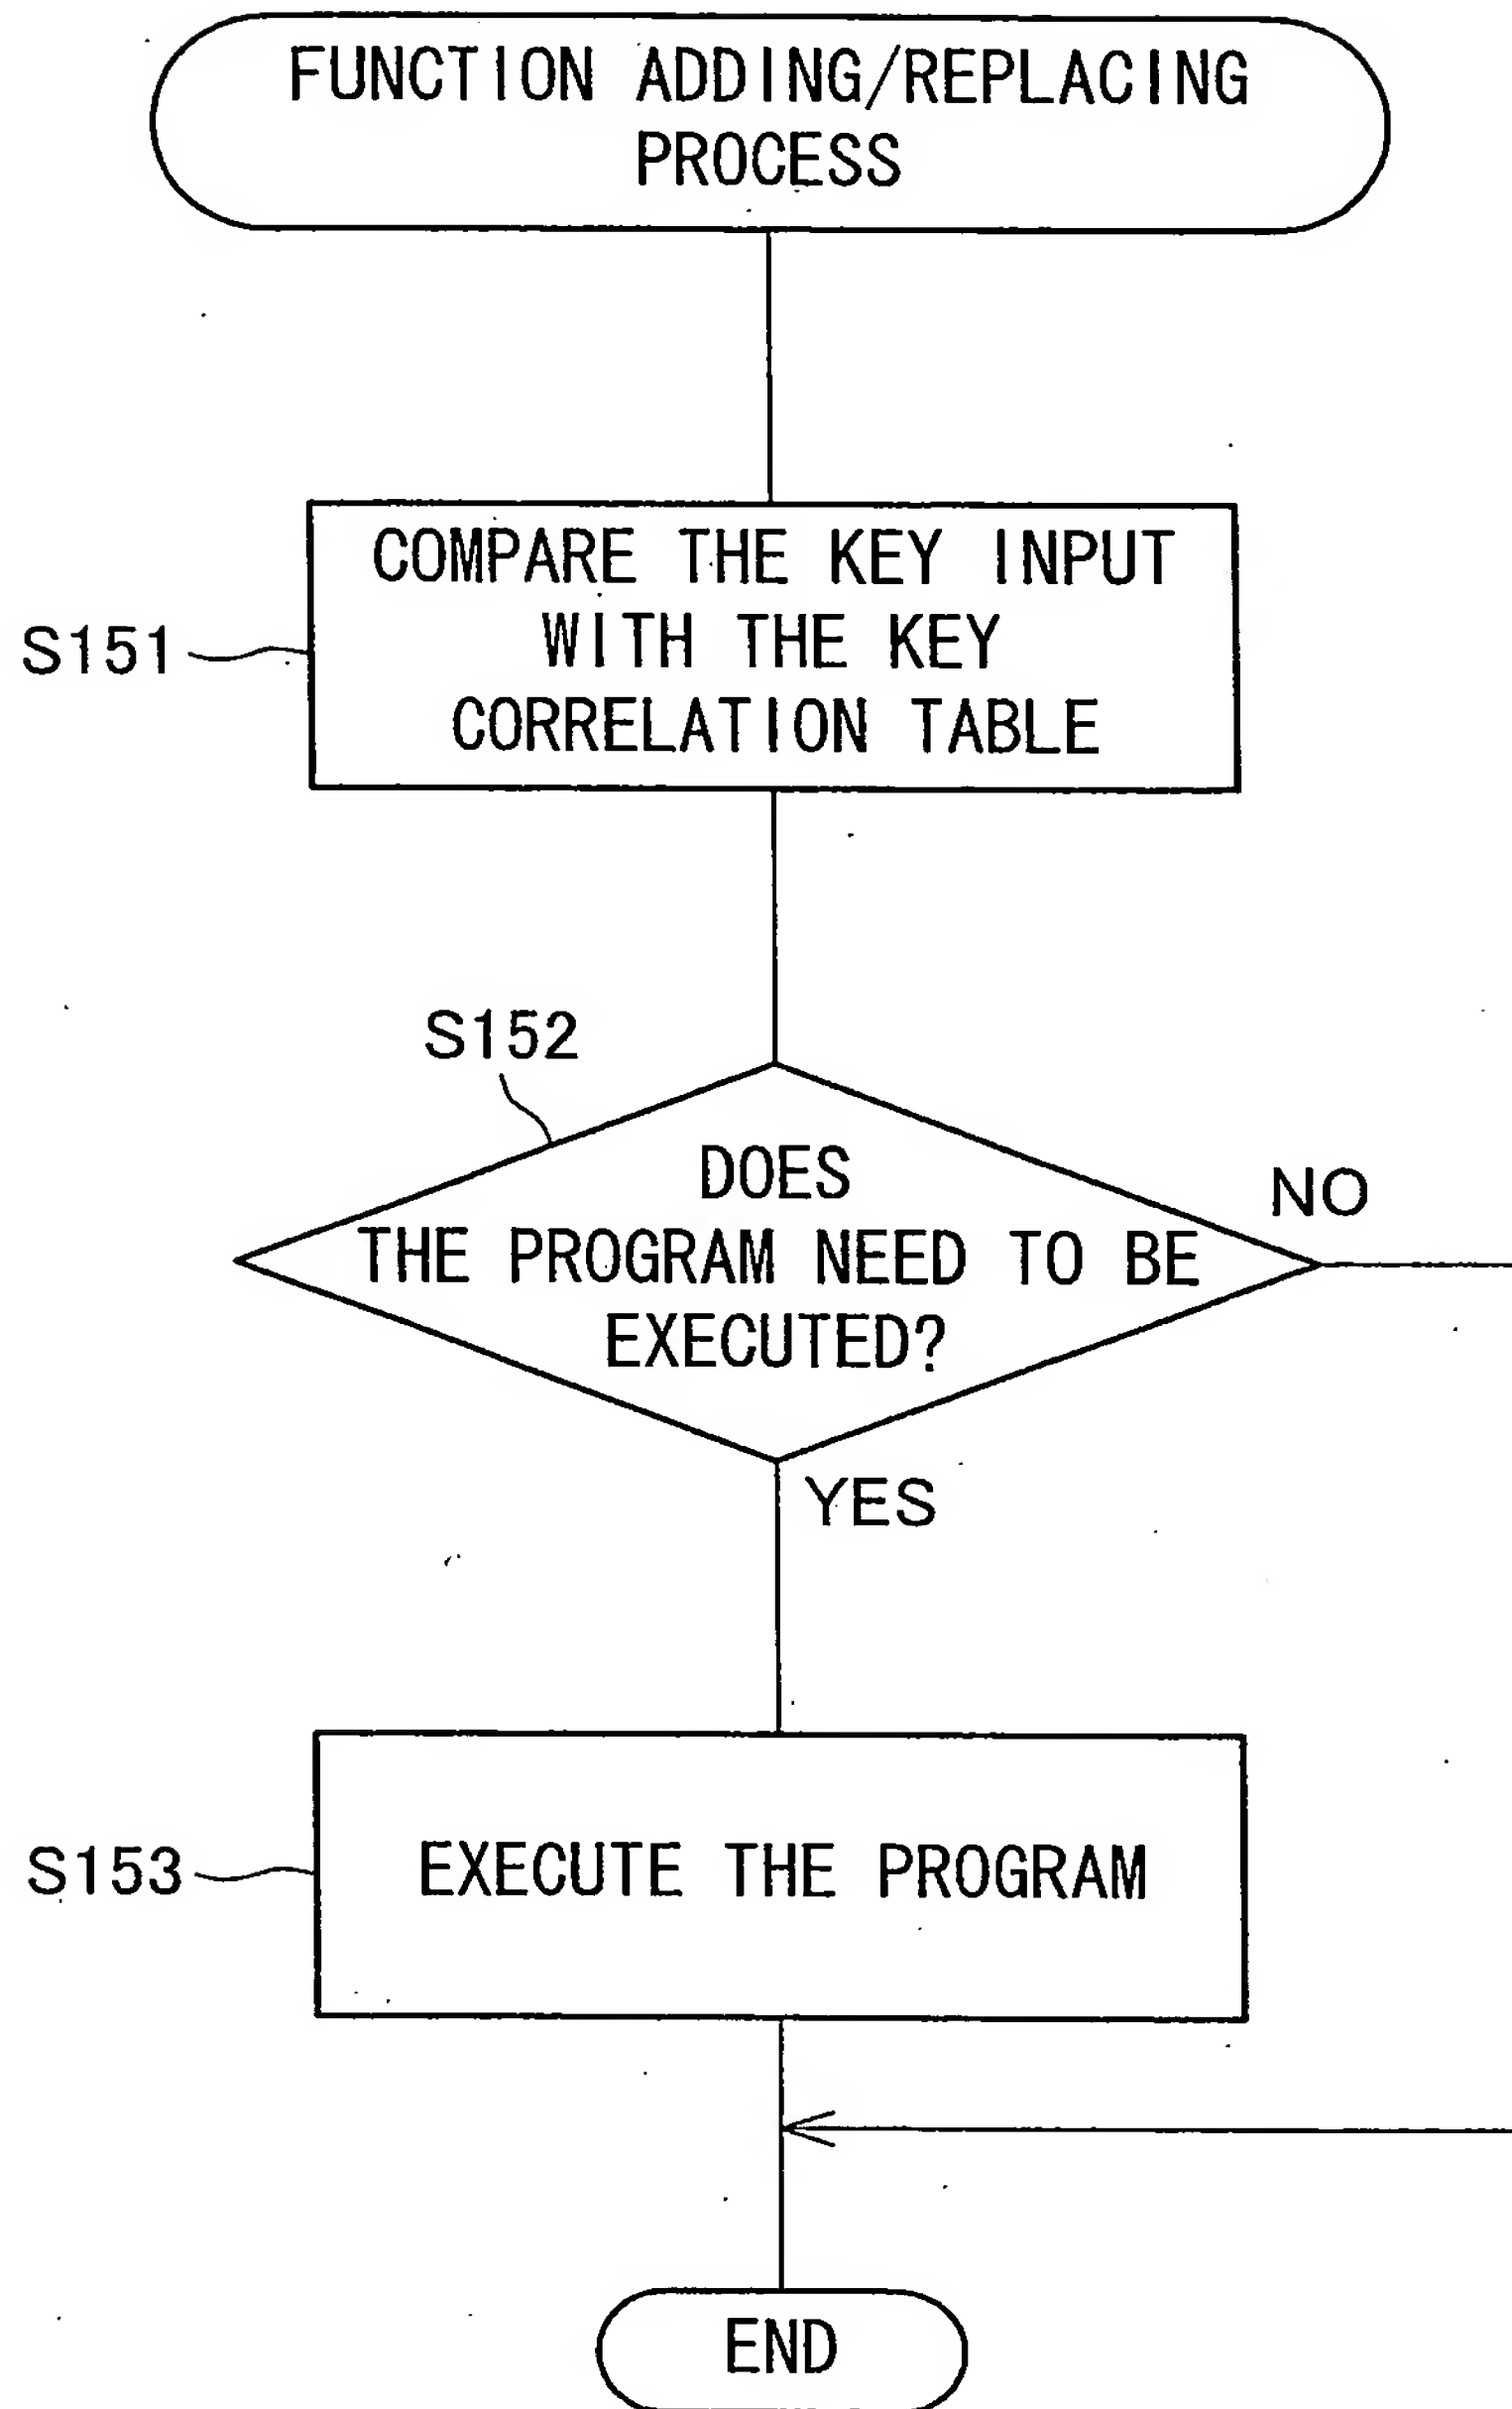 FUNCTION ADDING/REPLACING
PROCESS
COMPARE THE KEY INPUT
WITH THE KEY
CORRELATION TABLE
S151
S152
DOES
THE PROGRAM NEED TO BE
EXECUTED?
NO
YES
EXECUTE THE PROGRAM
S153
END